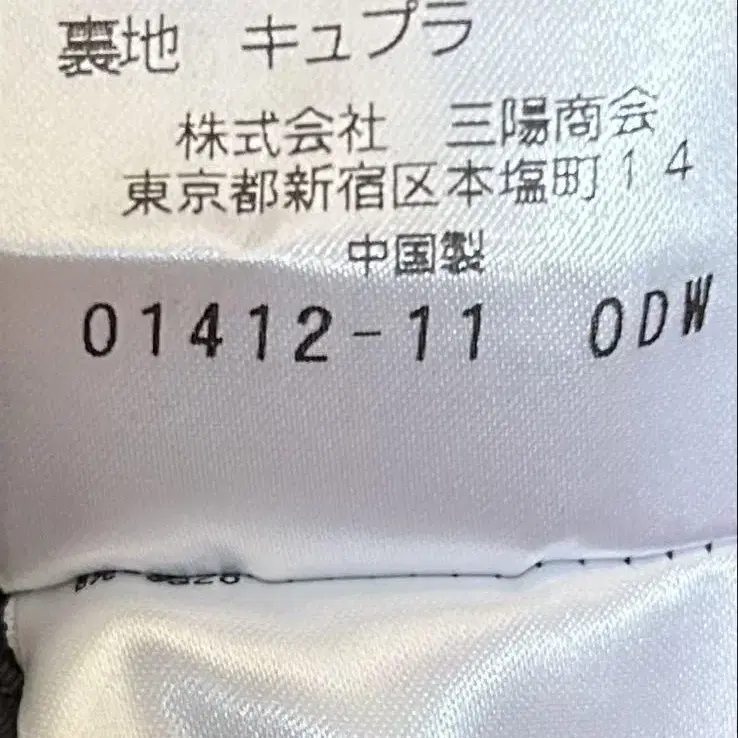 裏地　キュプラ
株式会社　三陽商会
東京都新宿区本塩町14
中国製
01412-11　0DW